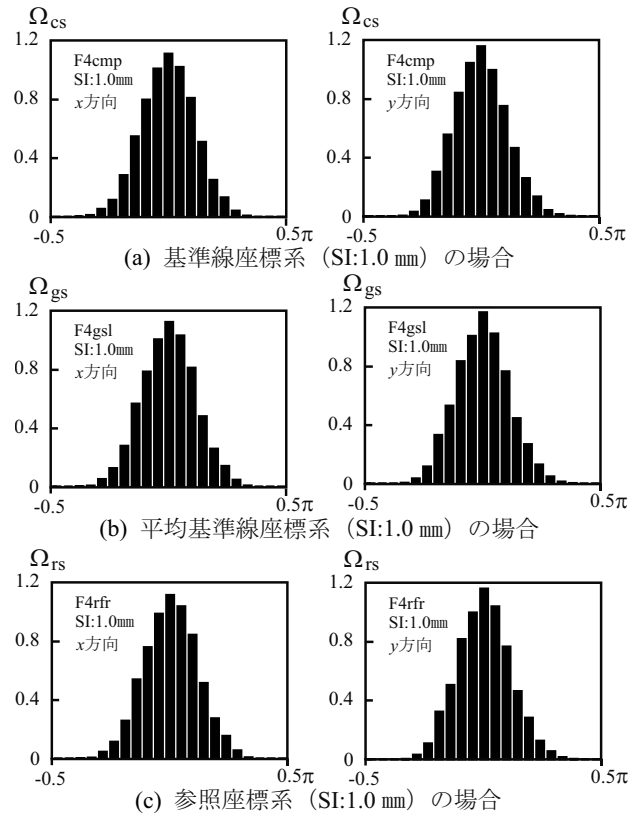 Ωcs
1.2
0.8
0.4
0
-0.5
0.5π
F4cmp
SI:1.0㎜
x方向
1.2
0.8
0.4
0
-0.5
0.5π
F4cmp
SI:1.0㎜
y方向
Ωcs
(a) 基準線座標系（SI:1.0 ㎜）の場合
Ωgs
1.2
0.8
0.4
0
-0.5
0.5π
F4gsl
SI:1.0㎜
x方向
Ωgs
1.2
0.8
0.4
0
-0.5
0.5π
F4gsl
SI:1.0㎜
y方向
(b) 平均基準線座標系（SI:1.0 ㎜）の場合
Ωrs
1.2
0.8
0.4
0
-0.5
0.5π
F4rfr
SI:1.0㎜
x方向
Ωrs
1.2
0.8
0.4
0
-0.5
0.5π
F4rfr
SI:1.0㎜
y方向
(c) 参照座標系（SI:1.0 ㎜）の場合